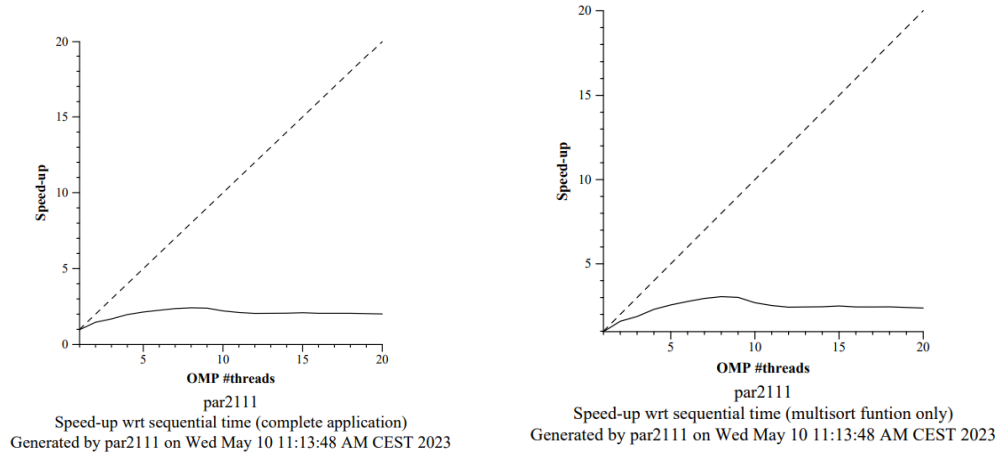 20
15
10
5
0
Speed-up
5
10
15
20
OMP #threads
par2111
Speed-up wrt sequential time (complete application)
Generated by par2111 on Wed May 10 11:13:48 AM CEST 2023
20
15
10
5
Speed-up
5
10
15
20
OMP #threads
par2111
Speed-up wrt sequential time (multisort funtion only)
Generated by par2111 on Wed May 10 11:13:48 AM CEST 2023